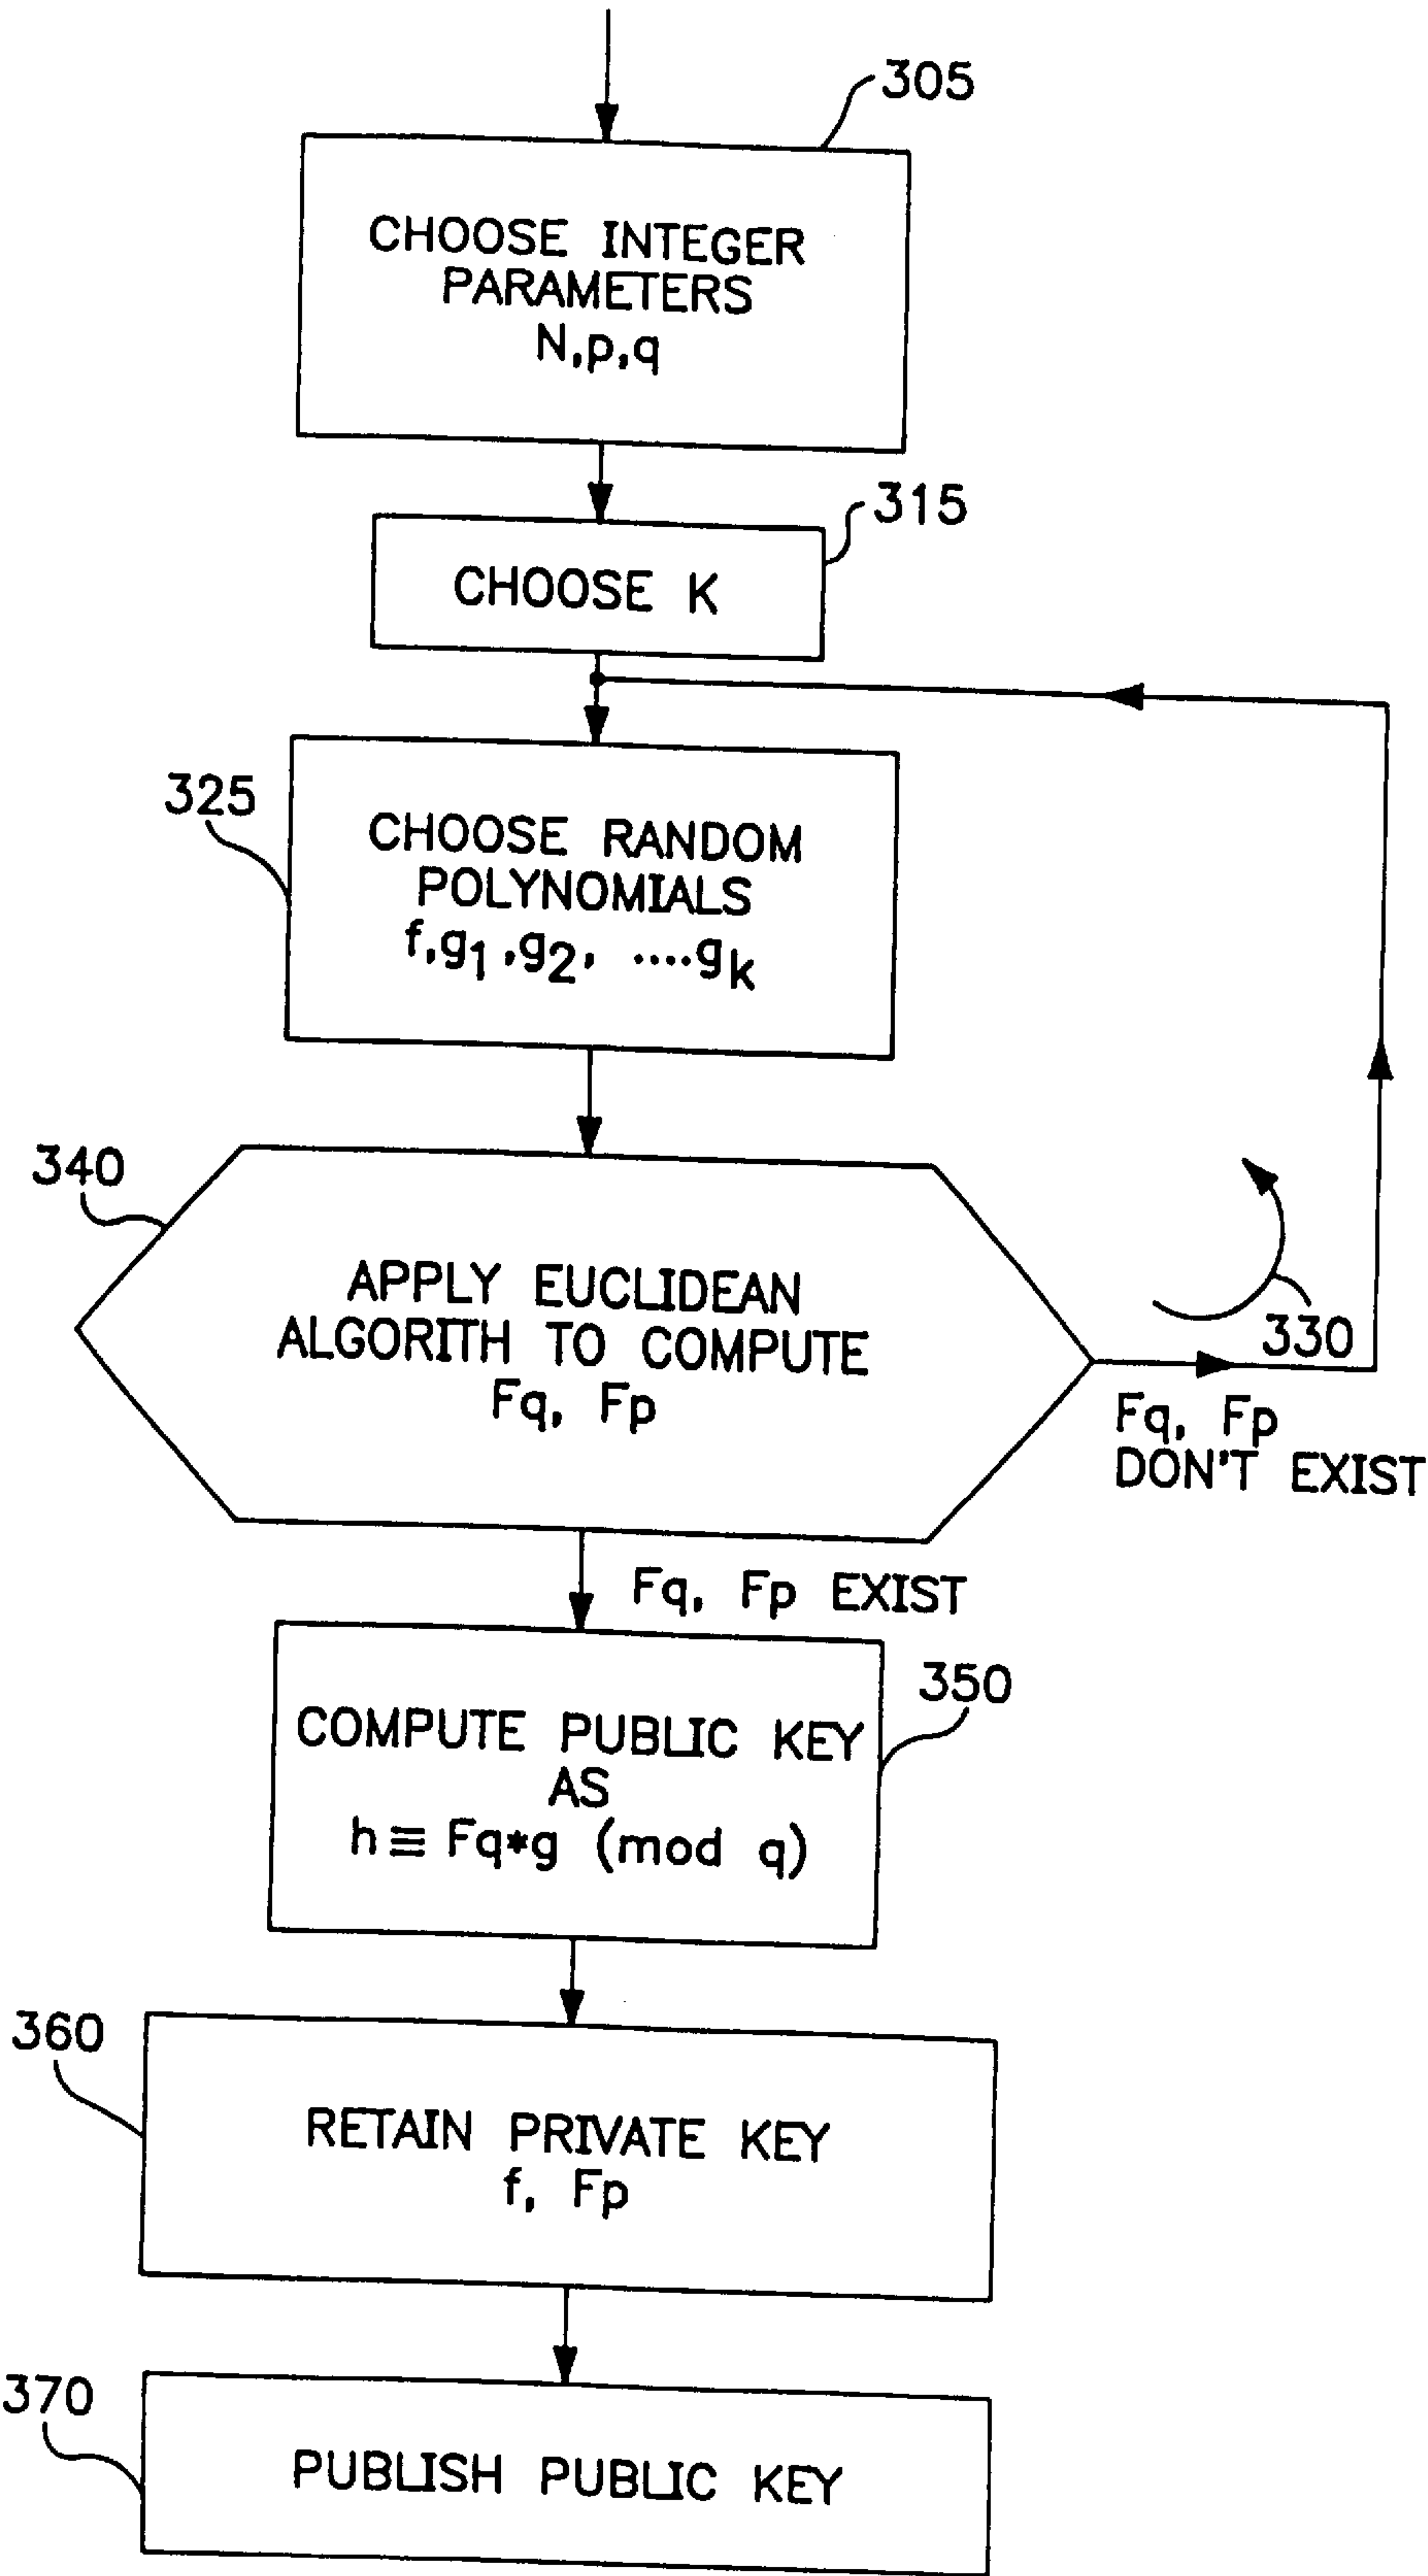 305
CHOOSE INTEGER
PARAMETERS
N,p,q
315
CHOOSE K
325
CHOOSE RANDOM
POLYNOMIALS
f,g1,g2, ....gk
340
APPLY EUCLIDEAN
ALGORITH TO COMPUTE
Fq, Fp
330
Fq, Fp
DON'T EXIST
Fq, Fp EXIST
350
COMPUTE PUBLIC KEY
AS
h≡ Fq*g (mod q)
360
RETAIN PRIVATE KEY
f, Fp
370
PUBLISH PUBLIC KEY